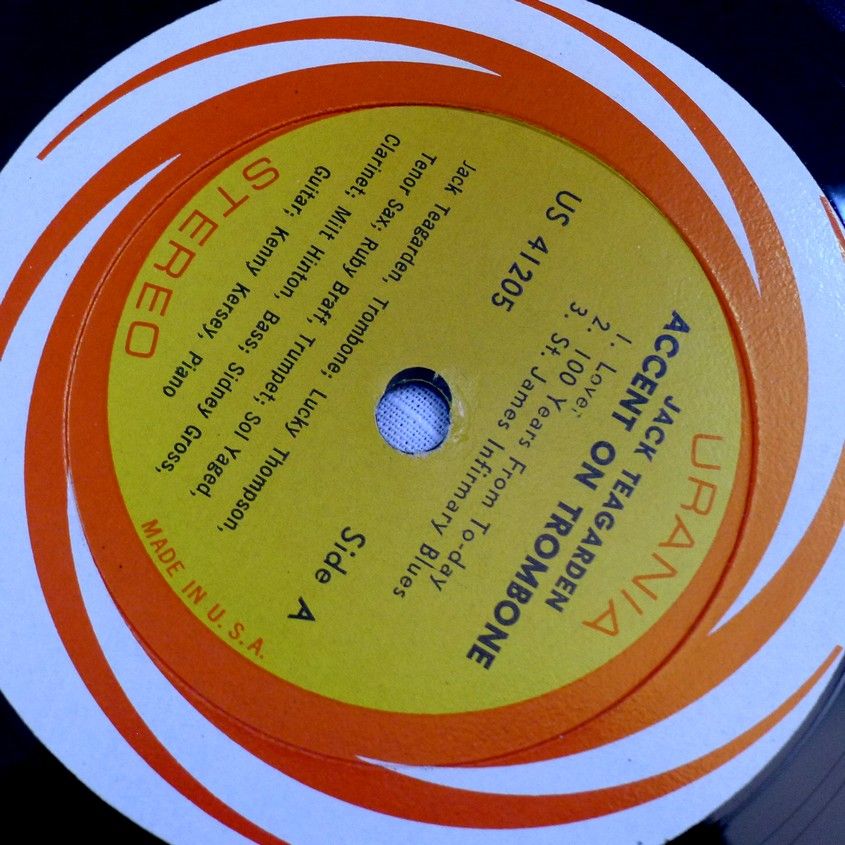 URANIA
JACK TEAGARDEN
ACCENT ON TROMBONE
1. Love;
2. 100 Years From To-day
3. St. James Infirmary Blues
US 41205
Side A
Jack Teagarden, Trombone; Lucky Thompson,
Tenor Sax; Ruby Braff, Trumpet; Sol Yaged,
Clarinet; Milt Hinton, Bass; Sidney Gross,
Guitar; Kenny Kersey, Piano
STEREO
MADE IN U.S.A.